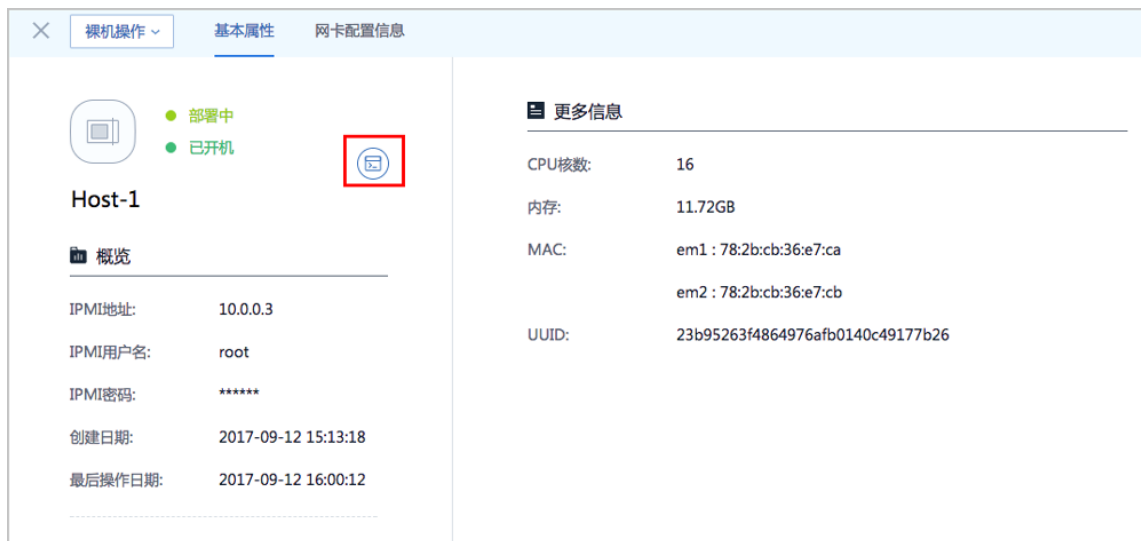 裸机操作 基本属性 网卡配置信息
部署中
已开机
Host-1
概览
IPMI地址: 10.0.0.3
IPMI用户名: root
IPMI密码: ******
创建日期: 2017-09-12 15:13:18
最后操作日期: 2017-09-12 16:00:12
更多信息
CPU核数: 16
内存: 11.72GB
MAC: em1 : 78:2b:cb:36:e7:ca
em2 : 78:2b:cb:36:e7:cb
UUID: 23b95263f4864976afb0140c49177b26